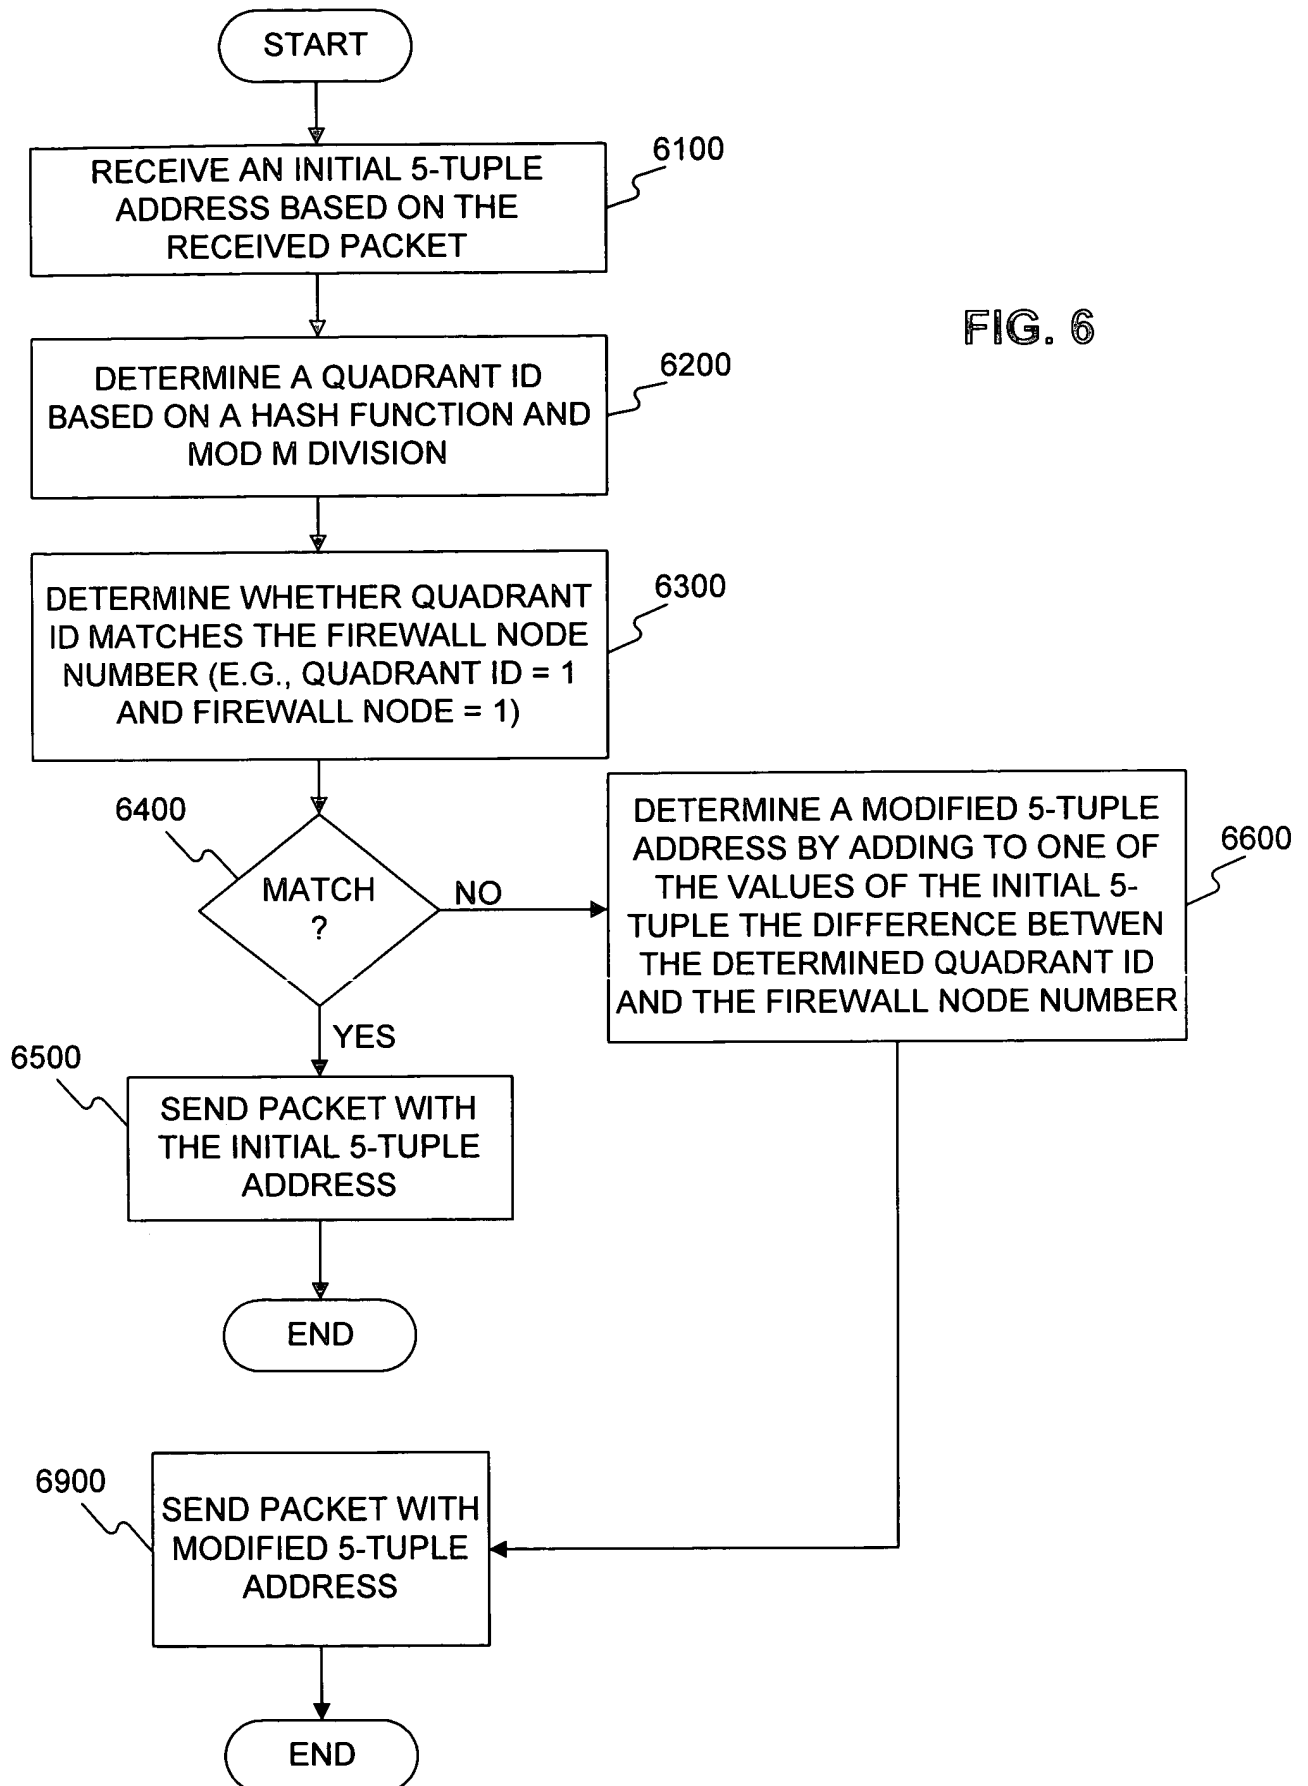 START
RECEIVE AN INITIAL 5-TUPLE
ADDRESS BASED ON THE
RECEIVED PACKET
6100
FIG. 6
DETERMINE A QUADRANT ID
BASED ON A HASH FUNCTION AND
MOD M DIVISION
6200
DETERMINE WHETHER QUADRANT
ID MATCHES THE FIREWALL NODE
NUMBER (E.G., QUADRANT ID = 1
AND FIREWALL NODE = 1)
6300
6400
MATCH
?
NO
YES
DETERMINE A MODIFIED 5-TUPLE
ADDRESS BY ADDING TO ONE OF
THE VALUES OF THE INITIAL 5-
TUPLE THE DIFFERENCE BETWEN
THE DETERMINED QUADRANT ID
AND THE FIREWALL NODE NUMBER
6600
6500
SEND PACKET WITH
THE INITIAL 5-TUPLE
ADDRESS
END
6900
SEND PACKET WITH
MODIFIED 5-TUPLE
ADDRESS
END